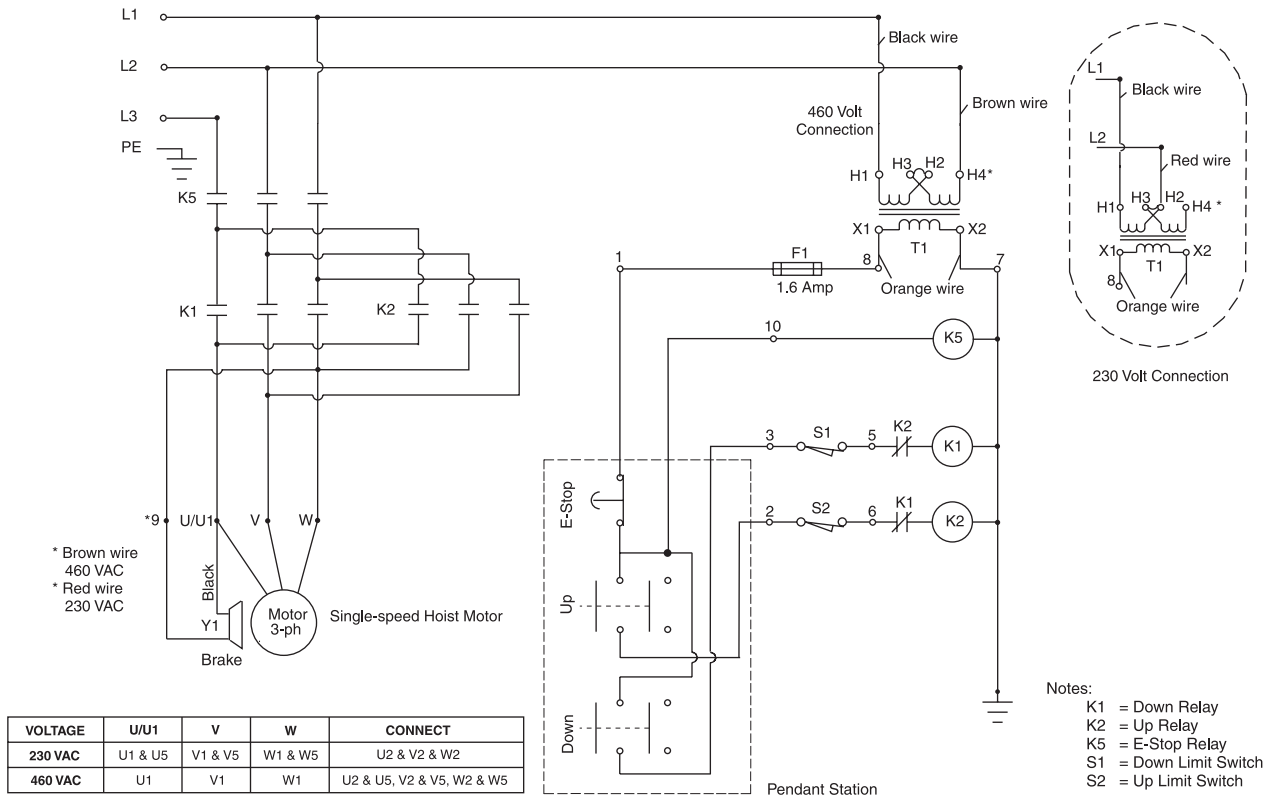 L1
Black wire
L2
Brown wire
460 Volt
Connection
L3
PE
K5
H1
H3
H2
H4*
X1
X2
T1
F1
1.6 Amp
1
8
7
Orange wire
L1
Black wire
L2
Red wire
H1
H3
H2
H4 *
X1
X2
T1
8
Orange wire
230 Volt Connection
K1
K2
10
K5
3
S1
5
K2
K1
2
S2
6
K1
K2
E-Stop
Up
Down
Pendant Station
*9
U/U1
V
W
* Brown wire
460 VAC
* Red wire
230 VAC
Black
Y1
Brake
Motor
3-ph
Single-speed Hoist Motor
VOLTAGE U/U1 V W CONNECT
230 VAC U1 & U5 V1 & V5 W1 & W5 U2 & V2 & W2
460 VAC U1 V1 W1 U2 & U5, V2 & V5, W2 & W5
Notes:
K1 = Down Relay
K2 = Up Relay
K5 = E-Stop Relay
S1 = Down Limit Switch
S2 = Up Limit Switch